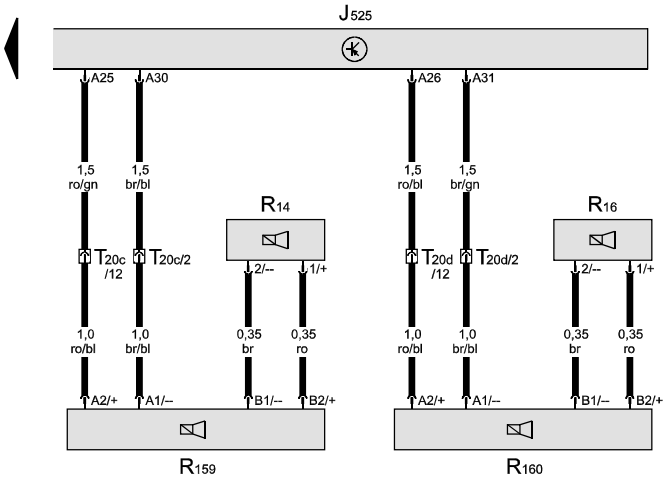 J525
A25 A30 A26 A31
1,5 1,5 1,5 1,5
ro/gn br/bl ro/bl br/gn
R14 R16
T20c T20c/2 T20d T20d/2
/12 /12
2/-- 1/+ 2/-- 1/+
1,0 1,0 0,35 0,35 1,0 1,0 0,35 0,35
ro/bl br/bl br ro ro/bl br/bl br ro
A2/+ A1/-- B1/-- B2/+ A2/+ A1/-- B1/-- B2/+
R159 R160